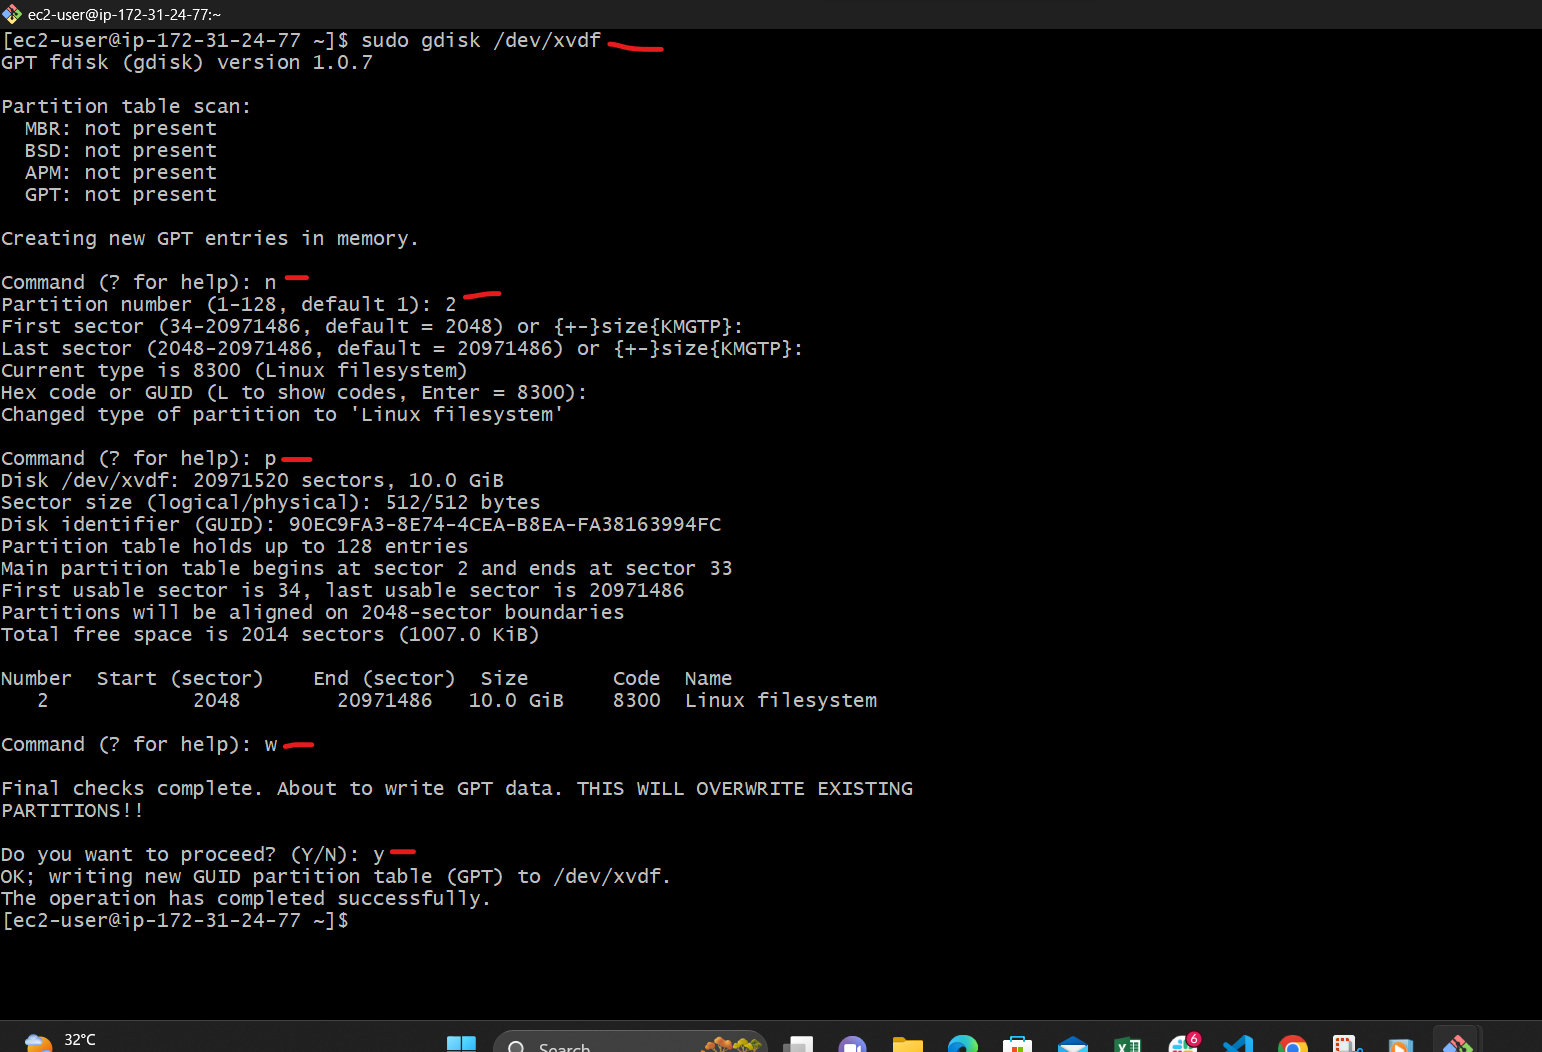 ec2-user@ip-172-31-24-77:~
[ec2-user@ip-172-31-24-77 ~]$ sudo gdisk /dev/xvdf
GPT fdisk (gdisk) version 1.0.7
Partition table scan:
MBR: not present
BSD: not present
APM: not present
GPT: not present
Creating new GPT entries in memory.
Command (? for help): n
Partition number (1-128, default 1): 2
First sector (34-20971486, default = 2048) or {+-}size{KMGTP}:
Last sector (2048-20971486, default = 20971486) or {+-}size{KMGTP}:
Current type is 8300 (Linux filesystem)
Hex code or GUID (L to show codes, Enter = 8300):
Changed type of partition to 'Linux filesystem'
Command (? for help): p
Disk /dev/xvdf: 20971520 sectors, 10.0 GiB
Sector size (logical/physical): 512/512 bytes
Disk identifier (GUID): 90EC9FA3-8E74-4CEA-B8EA-FA38163994FC
Partition table holds up to 128 entries
Main partition table begins at sector 2 and ends at sector 33
First usable sector is 34, last usable sector is 20971486
Partitions will be aligned on 2048-sector boundaries
Total free space is 2014 sectors (1007.0 KiB)
Number  Start (sector)    End (sector)  Size       Code  Name
2            2048        20971486   10.0 GiB    8300  Linux filesystem
Command (? for help): w
Final checks complete. About to write GPT data. THIS WILL OVERWRITE EXISTING
PARTITIONS!!
Do you want to proceed? (Y/N): y
OK; writing new GUID partition table (GPT) to /dev/xvdf.
The operation has completed successfully.
[ec2-user@ip-172-31-24-77 ~]$
32°C
Search
6